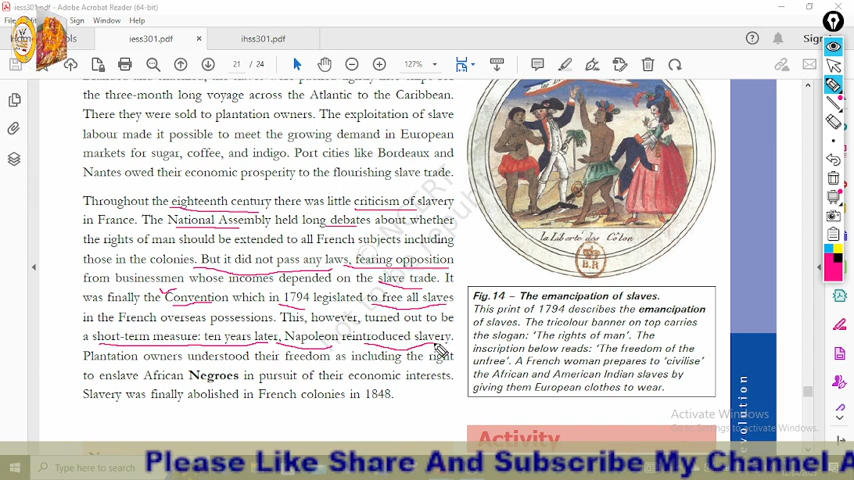 iess301.pdf - Adobe Acrobat Reader (64-bit)
Sign Window Help
Tools
iess301.pdf
ihss301.pdf
Sign
21 / 24
127%
the three-month long voyage across the Atlantic to the Caribbean.
There they were sold to plantation owners. The exploitation of slave
labour made it possible to meet the growing demand in European
markets for sugar, coffee, and indigo. Port cities like Bordeaux and
Nantes owed their economic prosperity to the flourishing slave trade.
Throughout the eighteenth century there was little criticism of slavery
in France. The National Assembly held long debates about whether
the rights of man should be extended to all French subjects including
those in the colonies. But it did not pass any laws, fearing opposition
from businessmen whose incomes depended on the slave trade. It
was finally the Convention which in 1794 legislated to free all slaves
in the French overseas possessions. This, however, turned out to be
a short-term measure: ten years later, Napoleon reintroduced slavery.
Plantation owners understood their freedom as including the right
to enslave African Negroes in pursuit of their economic interests.
Slavery was finally abolished in French colonies in 1848.
la Liberté des Côlon
B R
Fig.14 – The emancipation of slaves.
This print of 1794 describes the emancipation
of slaves. The tricolour banner on top carries
the slogan: 'The rights of man'. The
inscription below reads: 'The freedom of the
unfree'. A French woman prepares to 'civilise'
the African and American Indian slaves by
giving them European clothes to wear.
Activate Windows
Go to Settings to activate Windows.
evolution
Activity
Type here to search
Please Like Share And Subscribe My Channel A